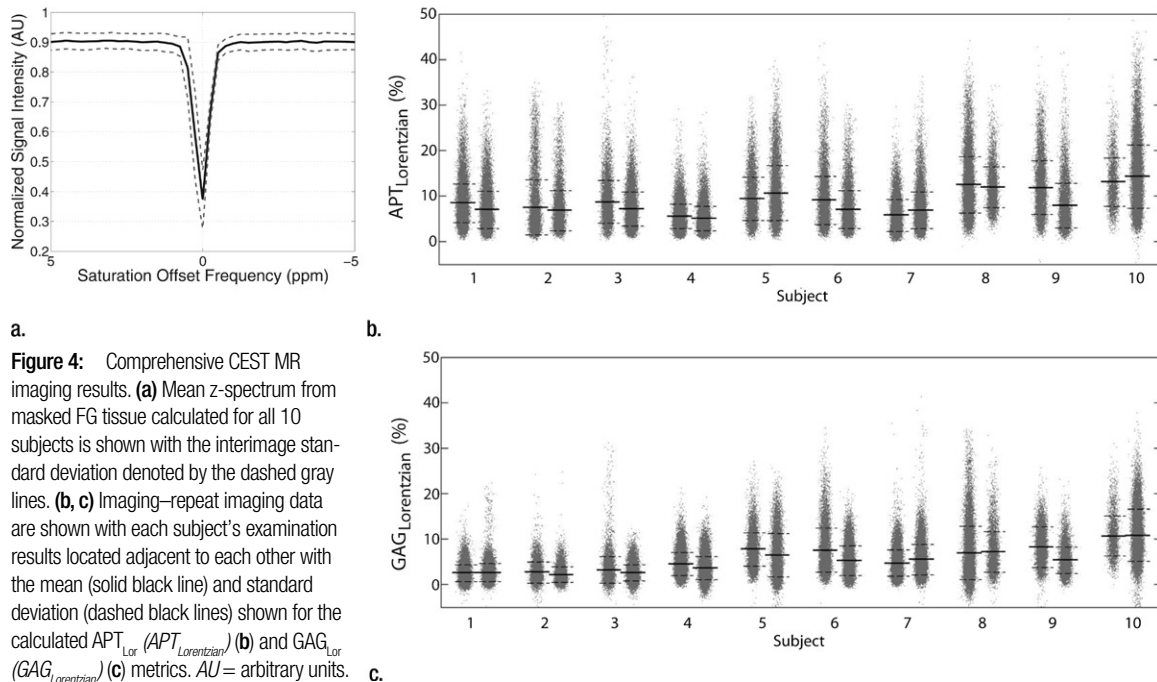 1
0.9
0.8
0.7
0.6
0.5
0.4
0.3
0.2
5
0
-5
Normalized Signal Intensity (AU)
Saturation Offset Frequency (ppm)
a.
50
40
30
20
10
0
APT_Lorentzian (%)
1 2 3 4 5 6 7 8 9 10
Subject
b.
Figure 4: Comprehensive CEST MR
imaging results. (a) Mean z-spectrum from
masked FG tissue calculated for all 10
subjects is shown with the interimage stan-
dard deviation denoted by the dashed gray
lines. (b, c) Imaging–repeat imaging data
are shown with each subject's examination
results located adjacent to each other with
the mean (solid black line) and standard
deviation (dashed black lines) shown for the
calculated APT_Lor (APT_Lorentzian) (b) and GAG_Lor
(GAG_Lorentzian) (c) metrics. AU = arbitrary units.
50
40
30
20
10
0
GAG_Lorentzian (%)
1 2 3 4 5 6 7 8 9 10
Subject
c.